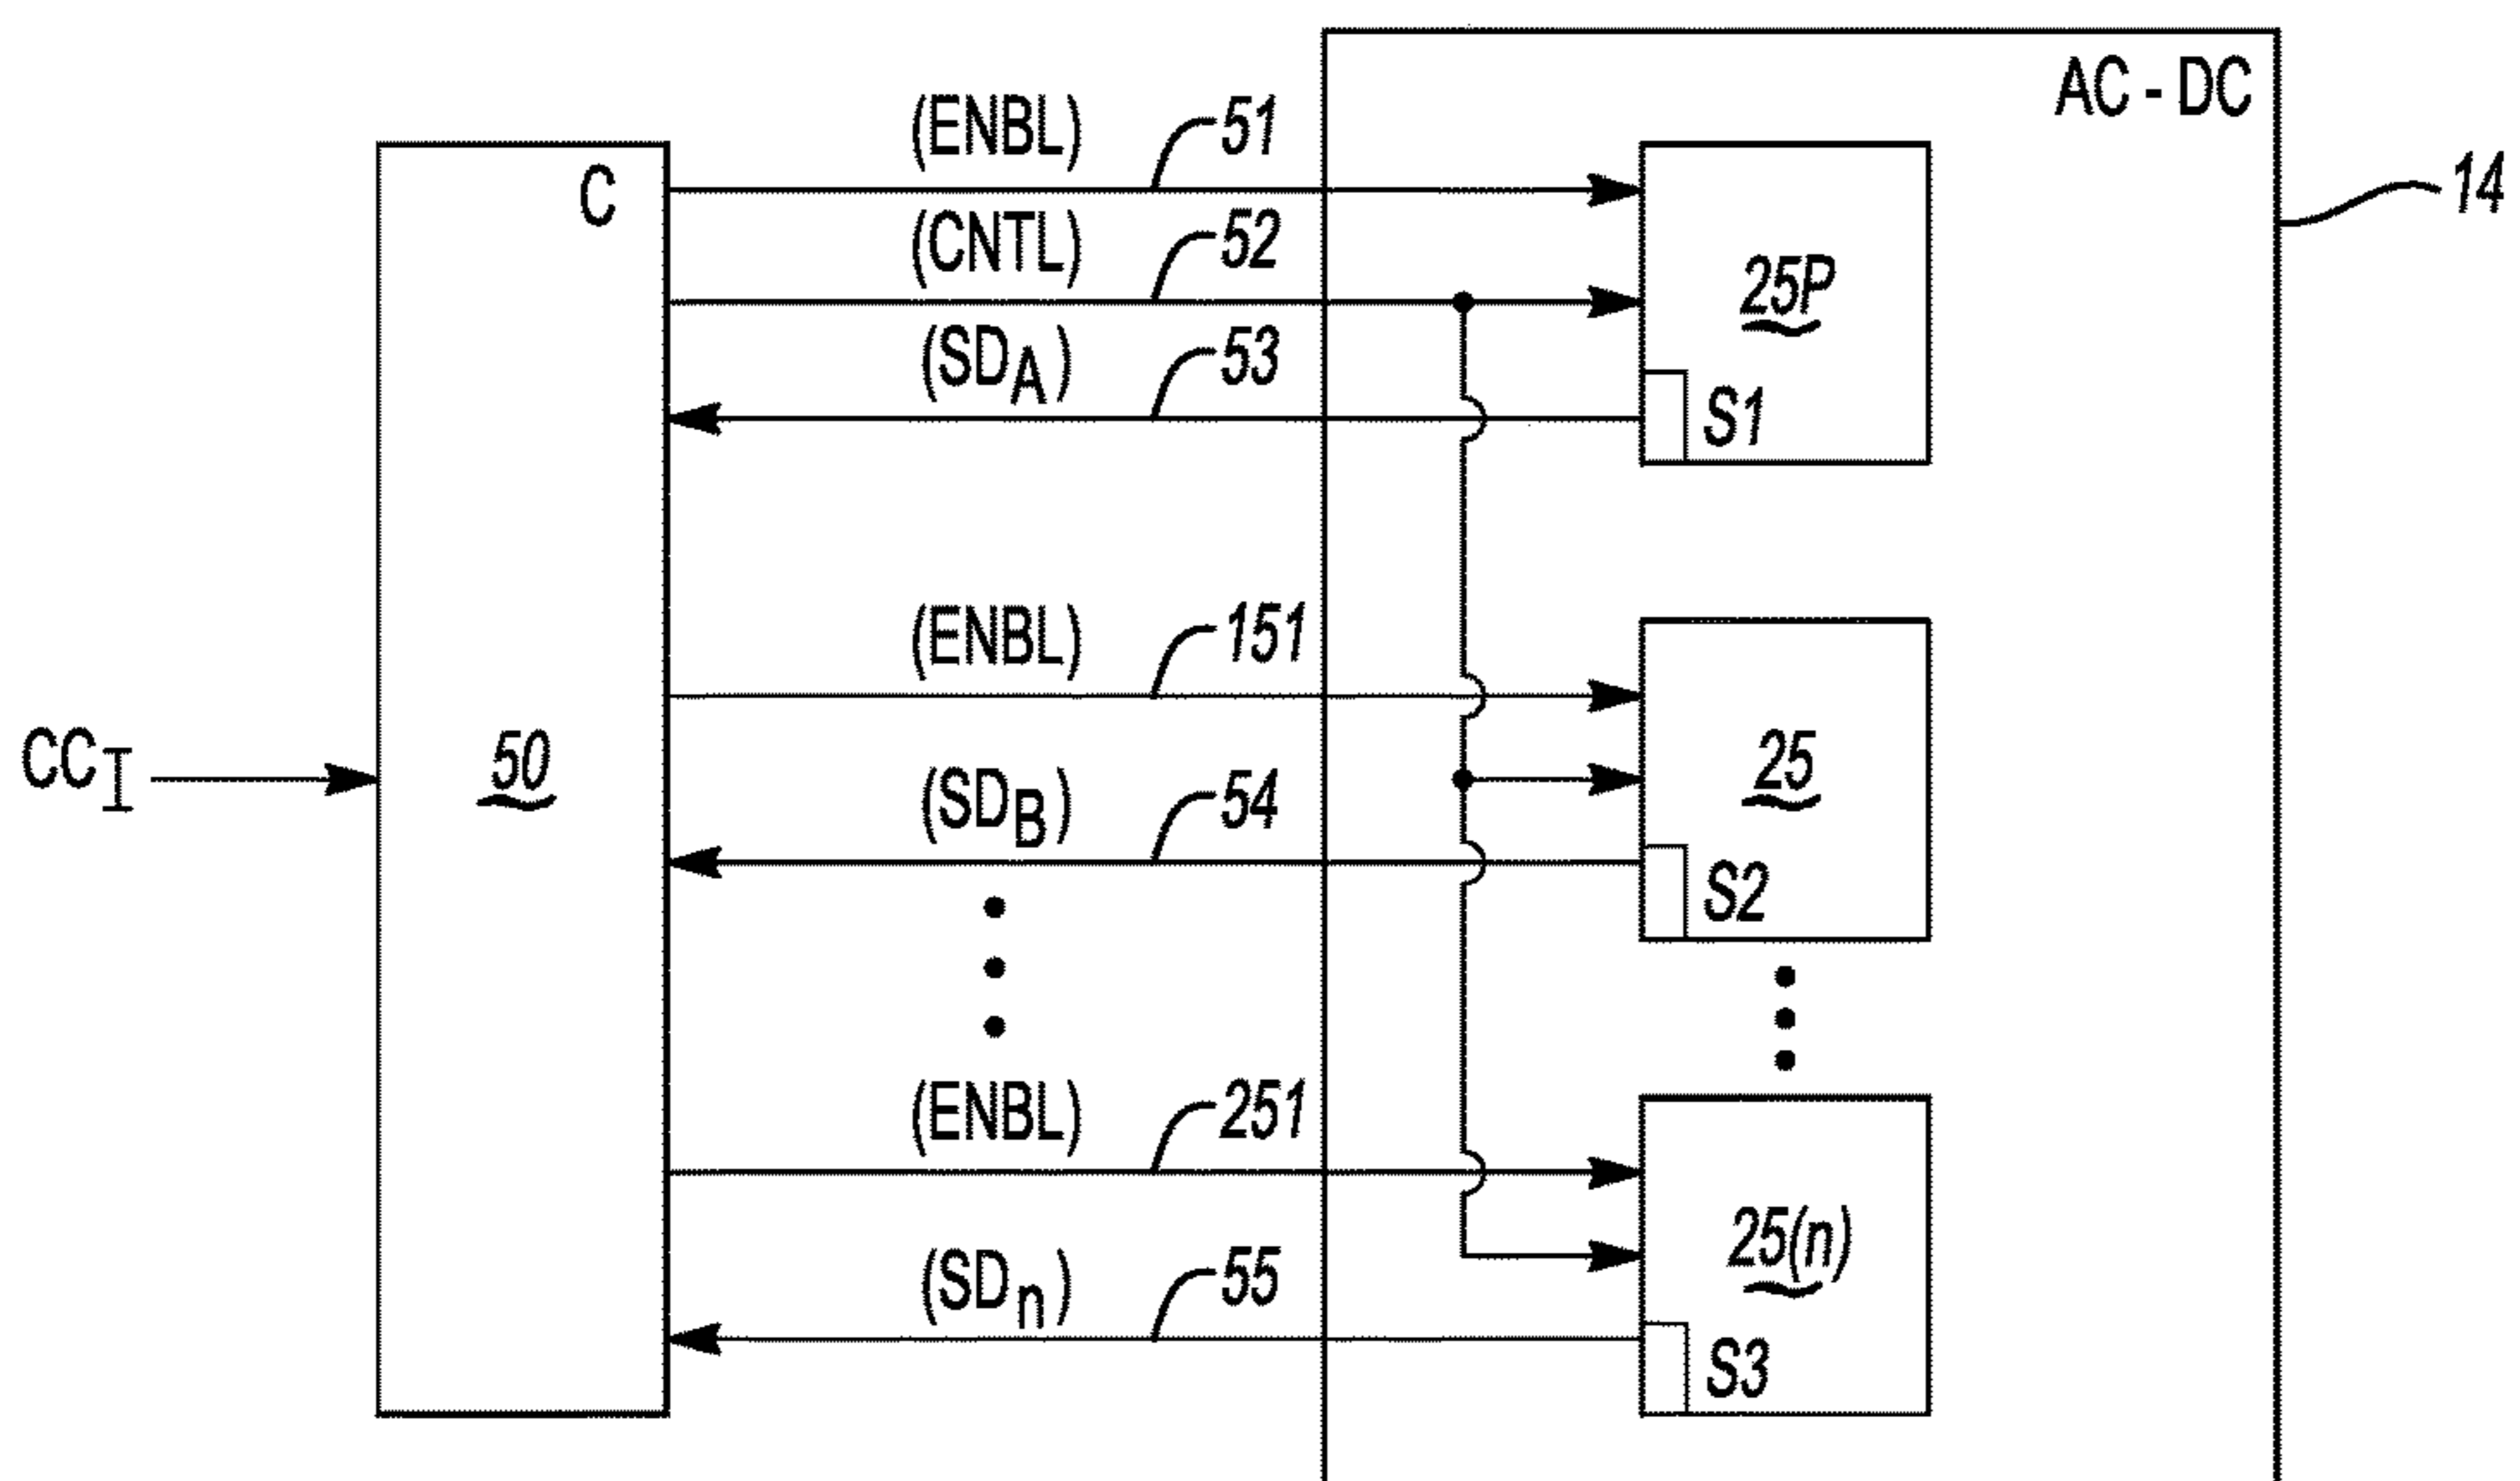 AC - DC
14
C
(ENBL) 51
(CNTL) 52
(SDA) 53
25P
S1
(ENBL) 151
CCI
50
25
(SDB) 54
S2
(ENBL) 251
25(n)
(SDn) 55
S3